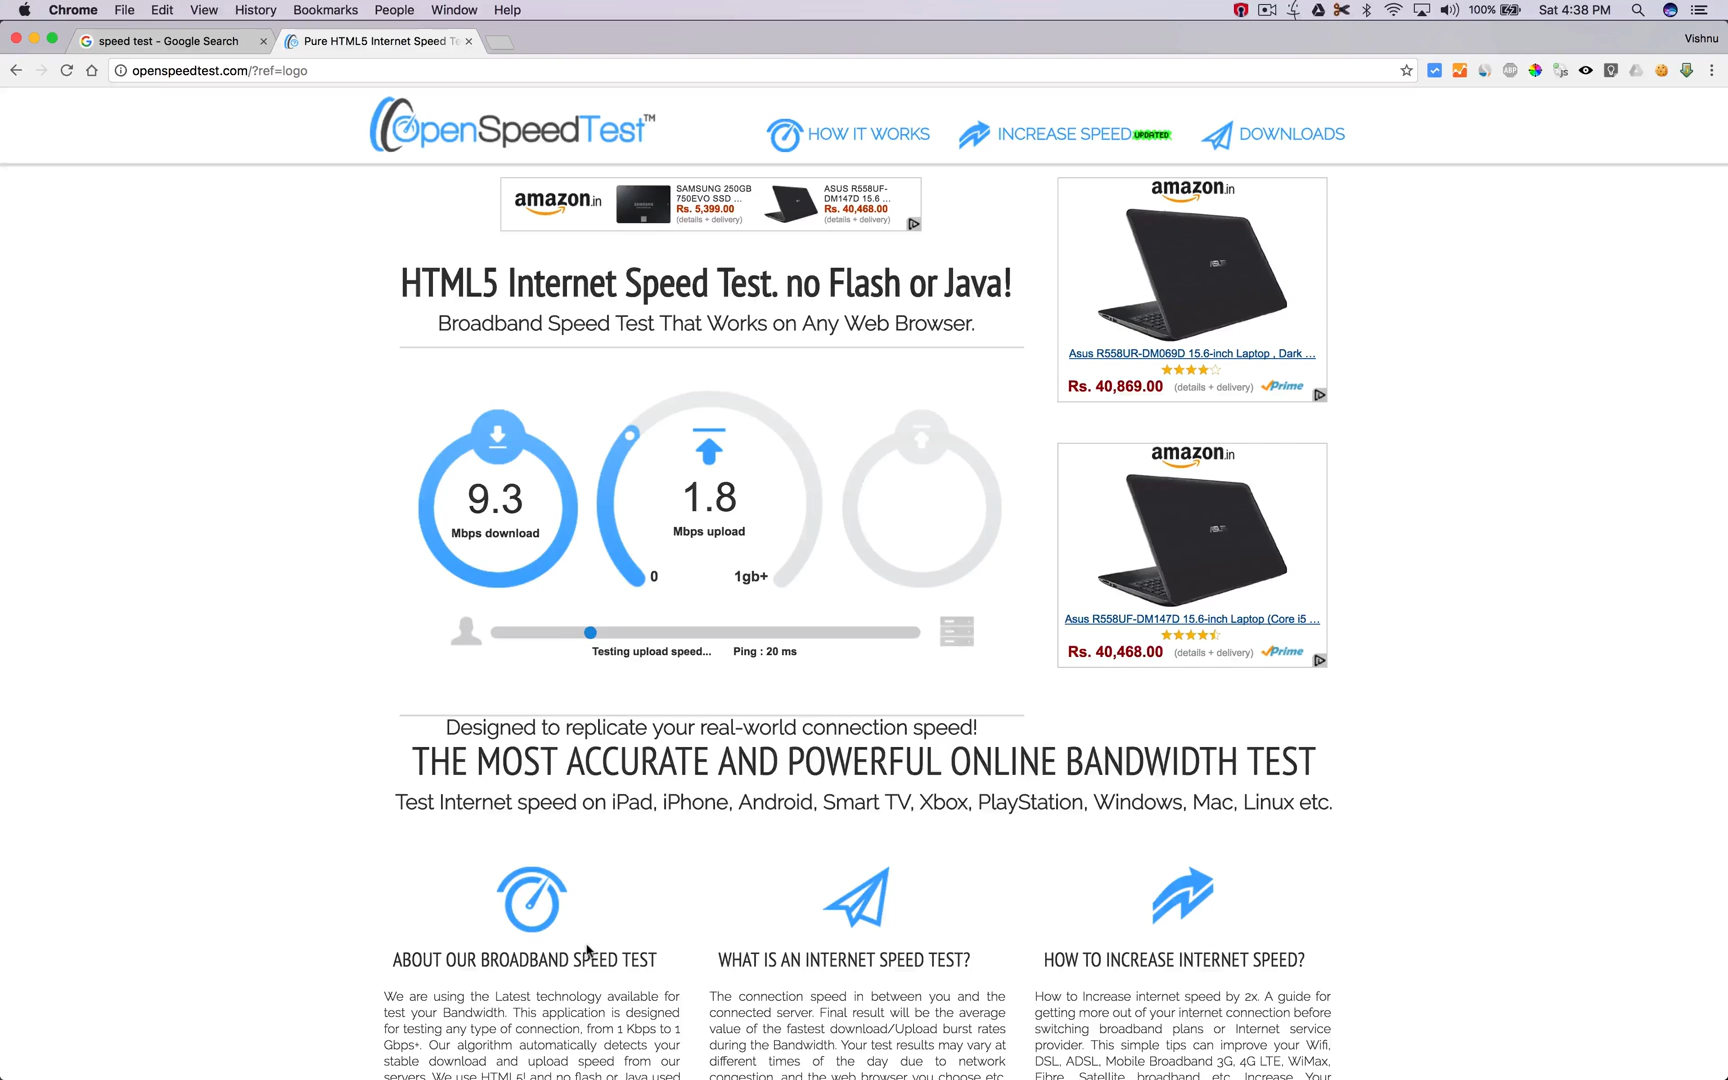 Chrome File Edit View History Bookmarks People Window Help
100% Sat 4:38 PM
speed test - Google Search
Pure HTML5 Internet Speed Te
Vishnu
openspeedtest.com/?ref=logo
ABP
js
OpenSpeedTest™
HOW IT WORKS
INCREASE SPEED UPDATED
DOWNLOADS
amazon.in
SAMSUNG 250GB
750EVO SSD ...
Rs. 5,399.00
(details + delivery)
ASUS R558UF-
DM147D 15.6 ...
Rs. 40,468.00
(details + delivery)
amazon.in
ASUS
Asus R558UR-DM069D 15.6-inch Laptop , Dark ...
Rs. 40,869.00 (details + delivery) Prime
HTML5 Internet Speed Test. no Flash or Java!
Broadband Speed Test That Works on Any Web Browser.
9.3
Mbps download
1.8
Mbps upload
0 1gb+
Testing upload speed... Ping : 20 ms
amazon.in
ASUS
Asus R558UF-DM147D 15.6-inch Laptop (Core i5 ...
Rs. 40,468.00 (details + delivery) Prime
Designed to replicate your real-world connection speed!
THE MOST ACCURATE AND POWERFUL ONLINE BANDWIDTH TEST
Test Internet speed on iPad, iPhone, Android, Smart TV, Xbox, PlayStation, Windows, Mac, Linux etc.
ABOUT OUR BROADBAND SPEED TEST
We are using the Latest technology available for
test your Bandwidth. This application is designed
for testing any type of connection, from 1 Kbps to 1
Gbps+. Our algorithm automatically detects your
stable download and upload speed from our
servers. We use HTML5! and no flash or Java used
WHAT IS AN INTERNET SPEED TEST?
The connection speed in between you and the
connected server. Final result will be the average
value of the fastest download/Upload burst rates
during the Bandwidth. Your test results may vary at
different times of the day due to network
congestion, and the web browser you choose etc.
HOW TO INCREASE INTERNET SPEED?
How to Increase internet speed by 2x. A guide for
getting more out of your internet connection before
switching broadband plans or Internet service
provider. This simple tips can improve your Wifi,
DSL, ADSL, Mobile Broadband 3G, 4G LTE, WiMax,
Fibre, Satellite broadband etc. Increase Your